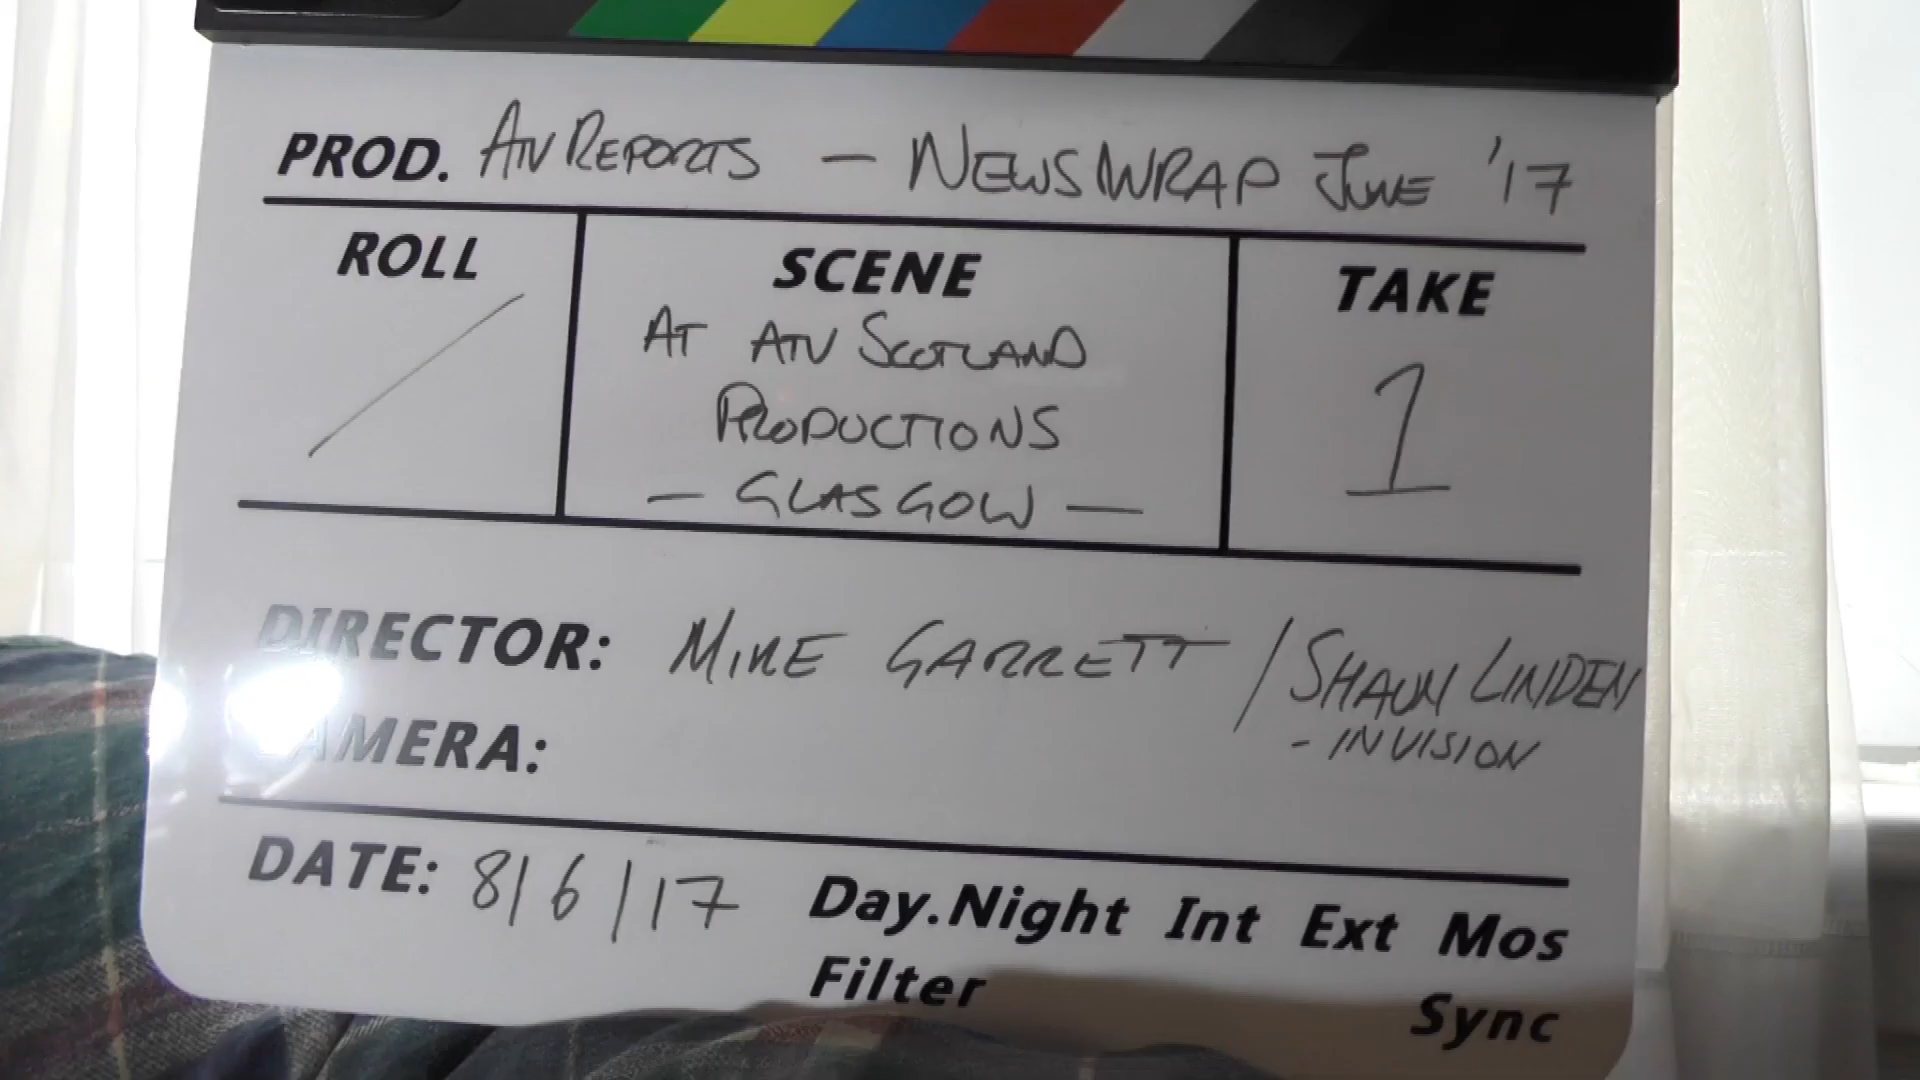 PROD. ATV REPORTS — NEWSWRAP JUNE '17
ROLL
/
SCENE
AT ATV SCOTLAND
PRODUCTIONS
— GLASGOW —
TAKE
1
DIRECTOR: MIKE GARRETT / SHAUN LINDEN
- INVISION
CAMERA:
DATE: 8/6/17 Day.Night Int Ext Mos
Filter Sync